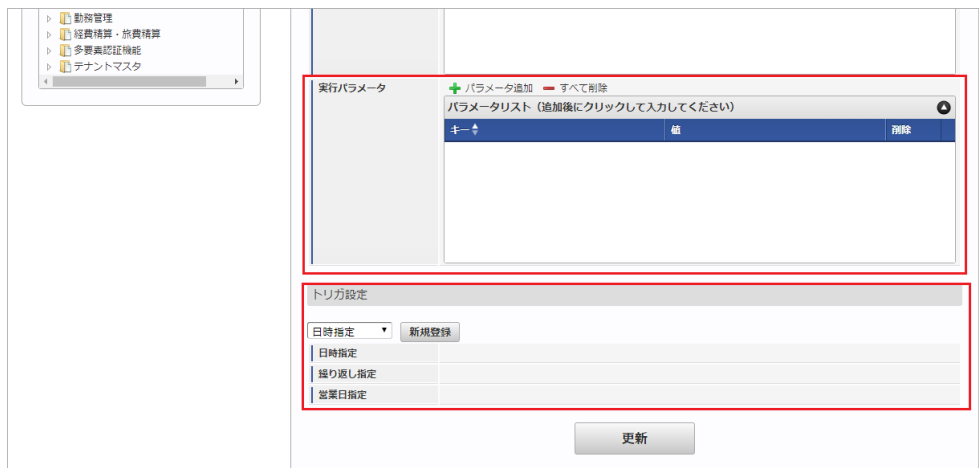 勤務管理
経費精算・旅費精算
多要素認証機能
テナントマスタ
実行パラメータ
パラメータ追加 すべて削除
パラメータリスト（追加後にクリックして入力してください）
キー 値 削除
トリガ設定
日時指定 新規登録
日時指定
繰り返し指定
営業日指定
更新